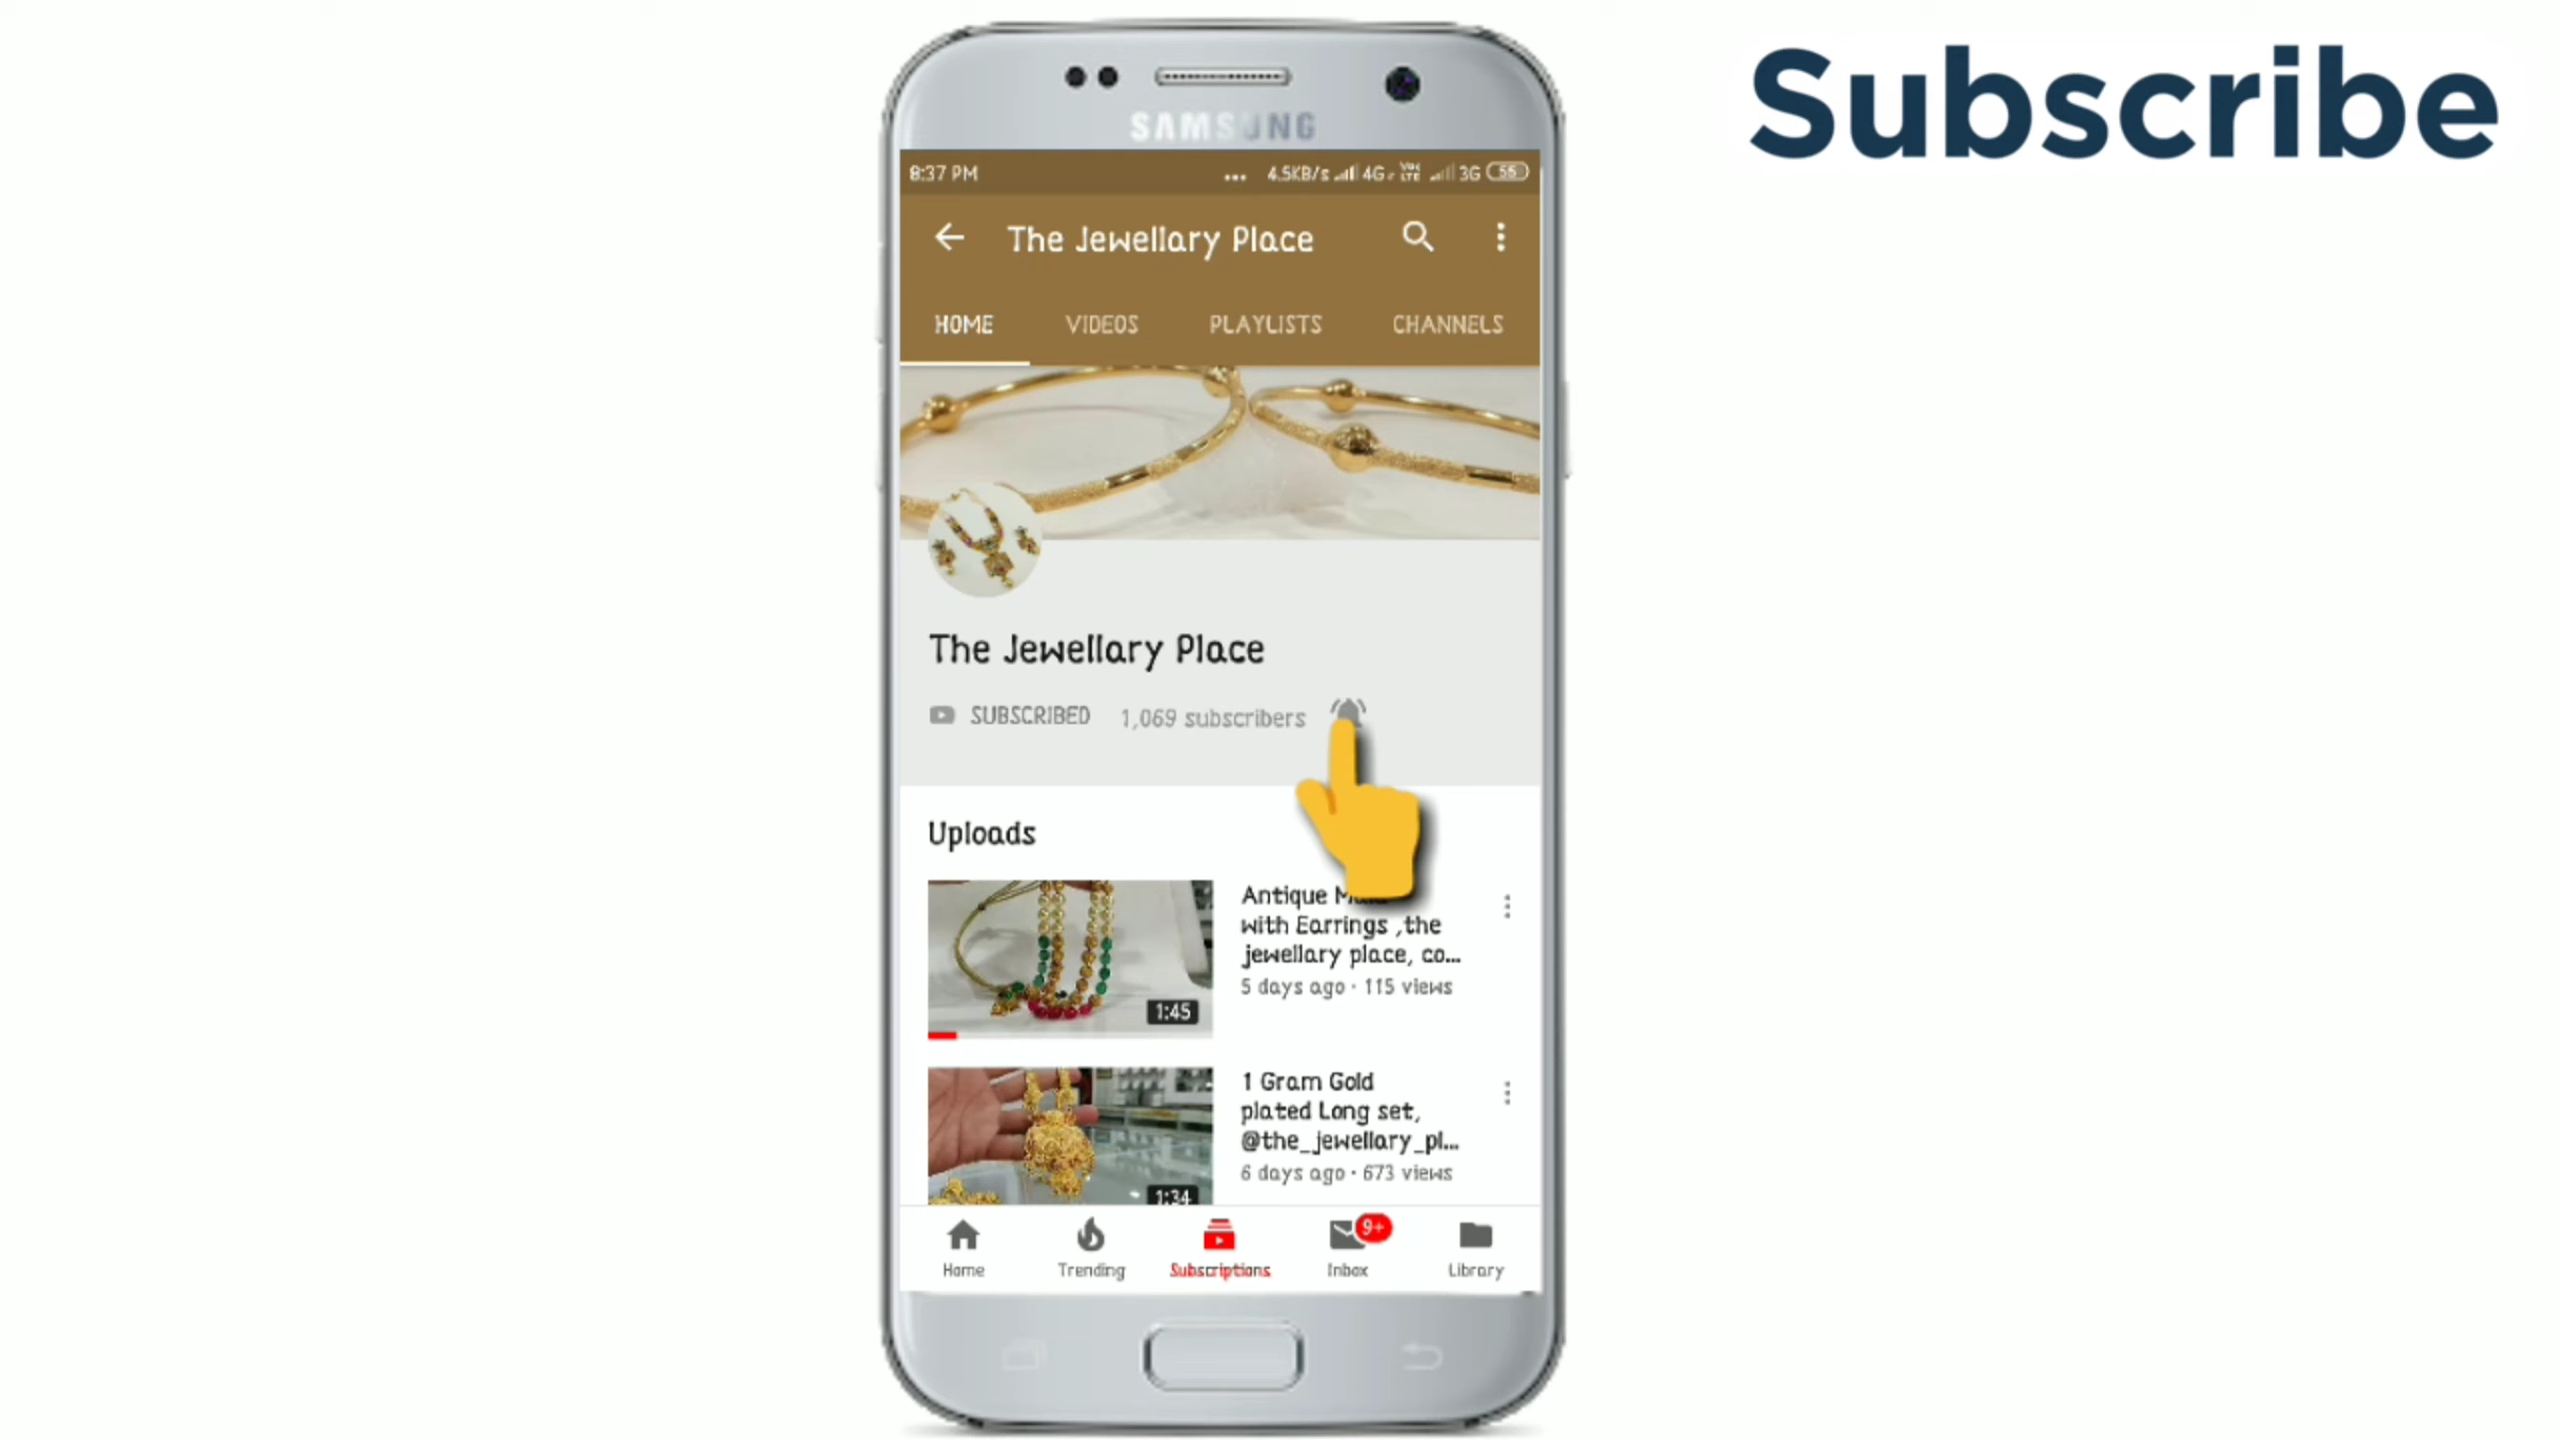 Subscribe
SAMSUNG
8:37 PM ... 4.5KB/s 4G VoLTE 3G 55
The Jewellary Place
HOME VIDEOS PLAYLISTS CHANNELS
The Jewellary Place
SUBSCRIBED 1,069 subscribers
Uploads
Antique
with Earrings ,the
jewellary place, co...
5 days ago · 115 views
1:45
1 Gram Gold
plated Long set,
@the_jewellary_pl...
6 days ago · 673 views
1:34
9+
Home Trending Subscriptions Inbox Library